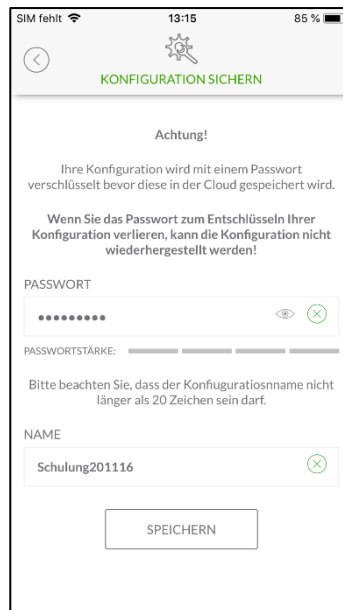 SIM fehlt 13:15 85 %
KONFIGURATION SICHERN
Achtung!
Ihre Konfiguration wird mit einem Passwort
verschlüsselt bevor diese in der Cloud gespeichert wird.
Wenn Sie das Passwort zum Entschlüsseln Ihrer
Konfiguration verlieren, kann die Konfiguration nicht
wiederhergestellt werden!
PASSWORT
•••••••••
PASSWORTSTÄRKE:
Bitte beachten Sie, dass der Konfiuguratiosnname nicht
länger als 20 Zeichen sein darf.
NAME
Schulung201116
SPEICHERN